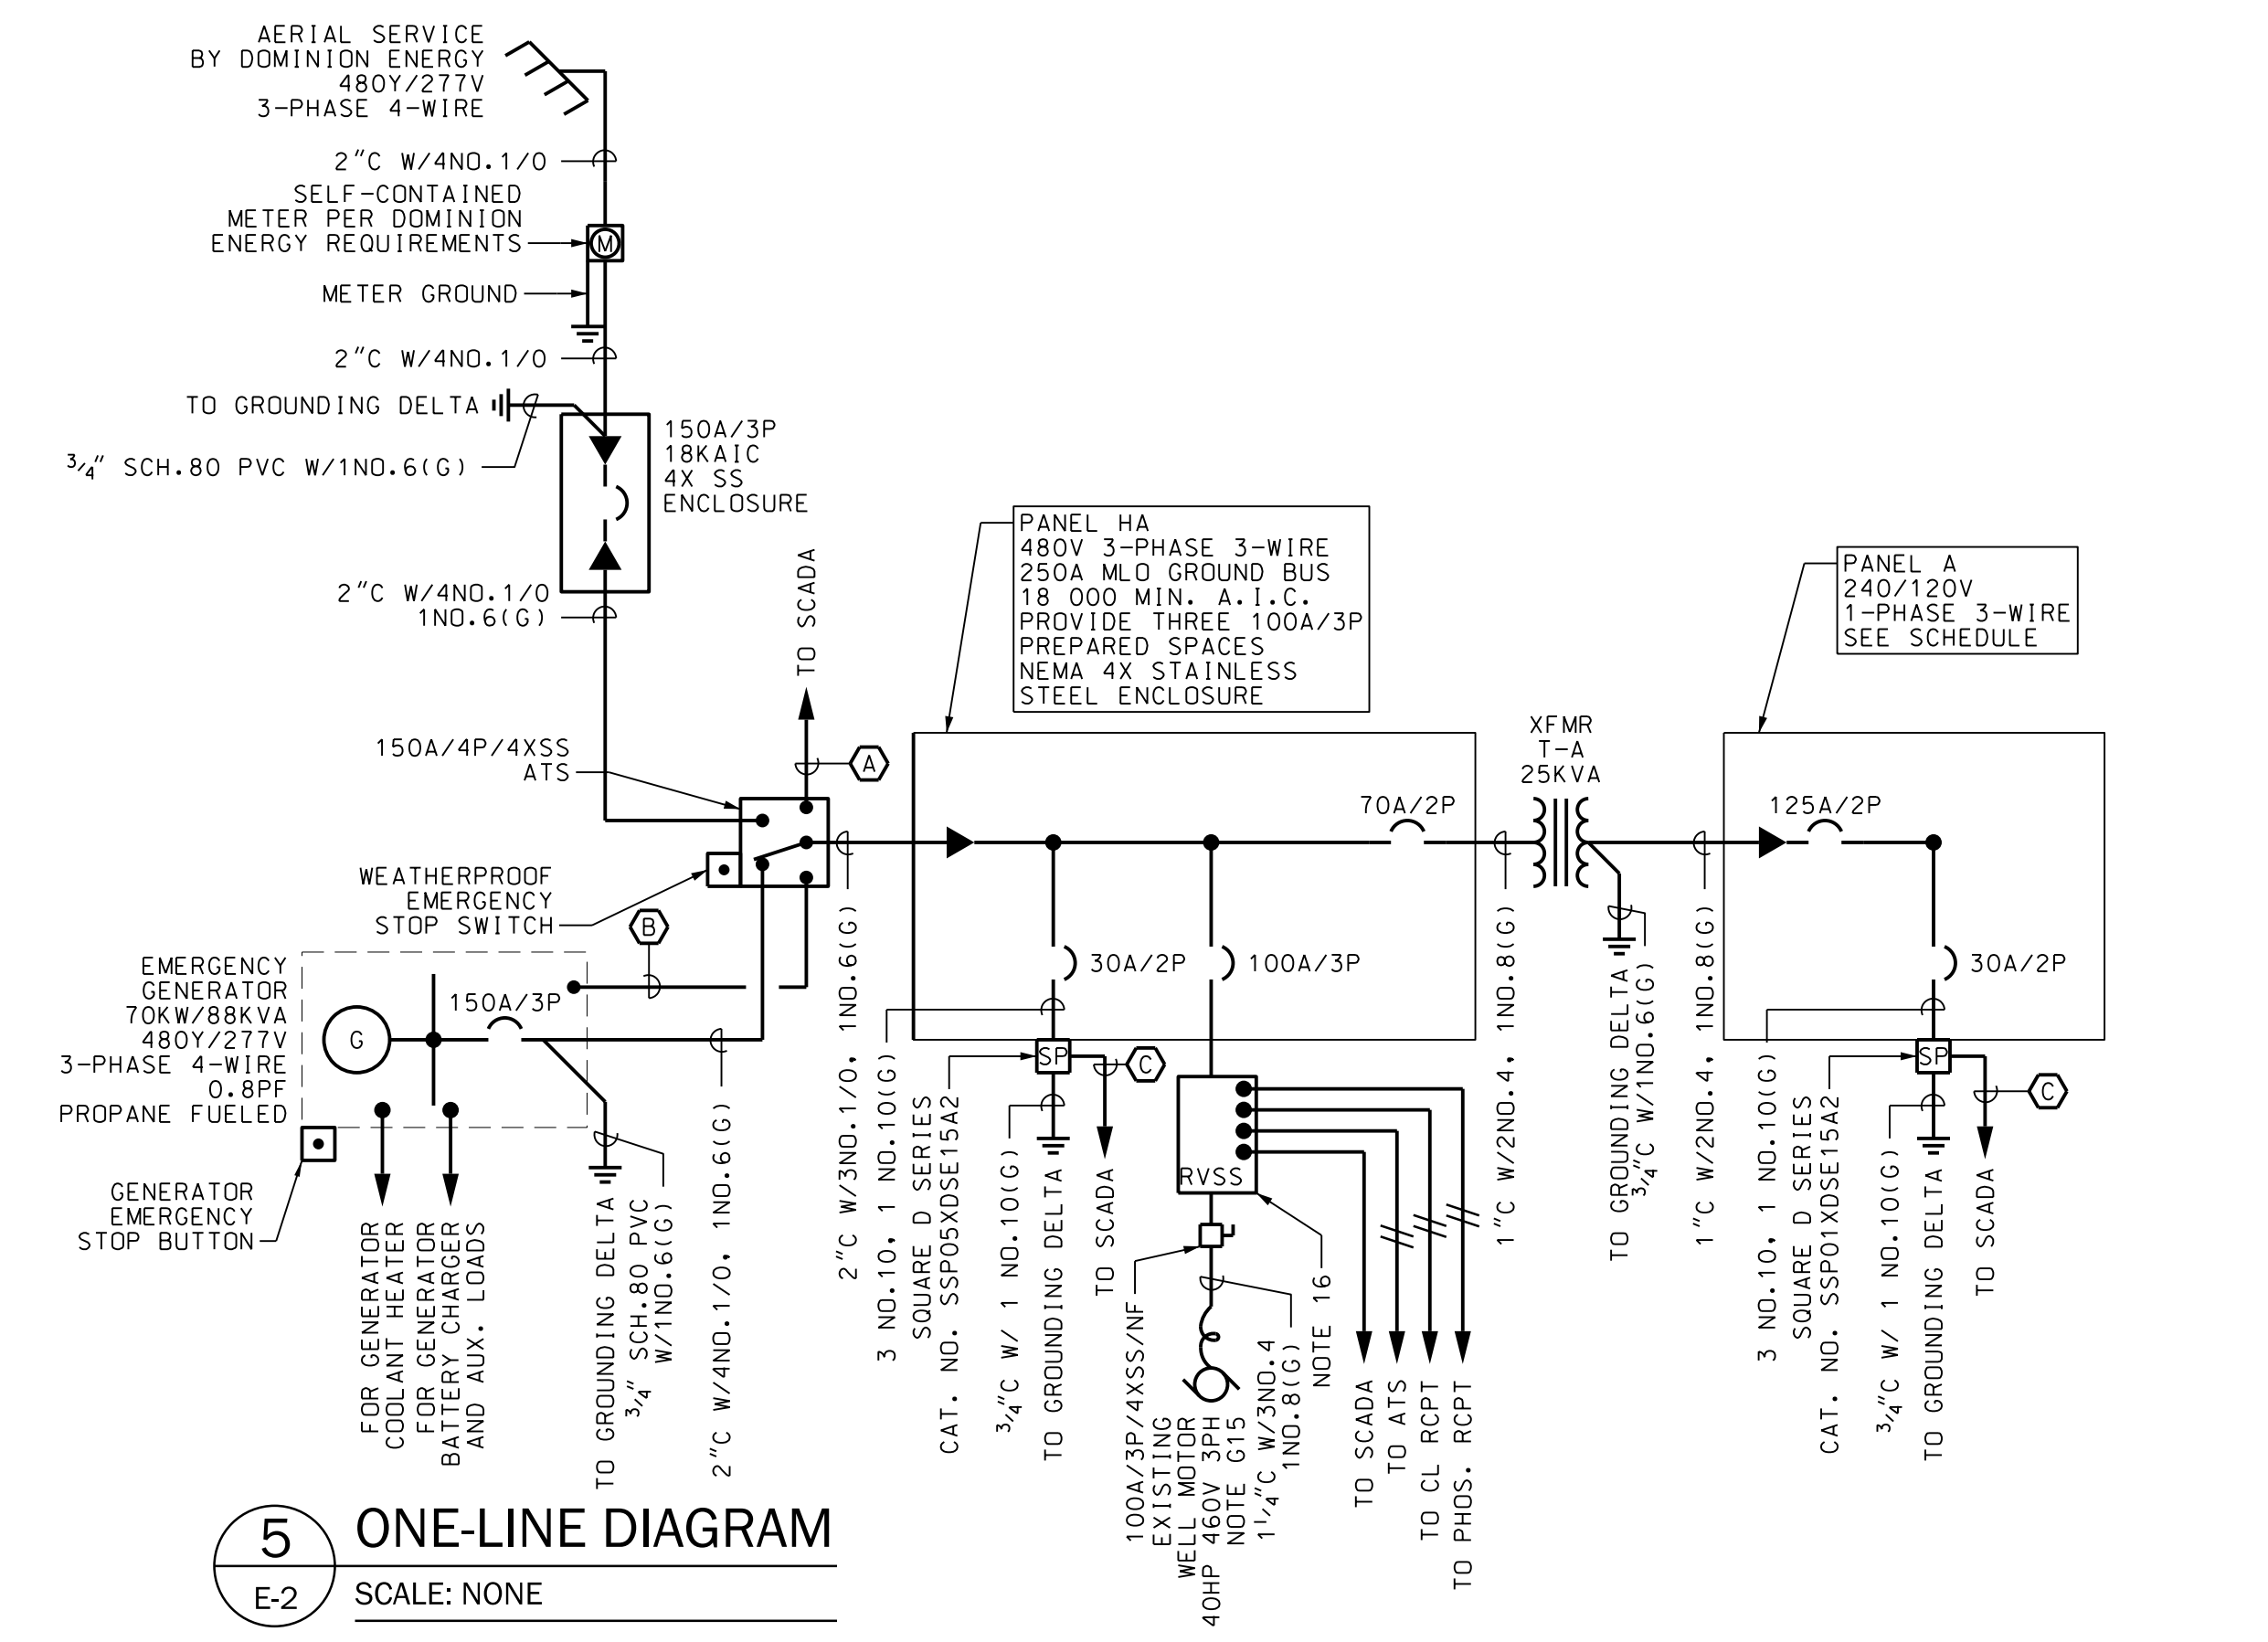 AERIAL SERVICE
BY DOMINION ENERGY
480Y/277V
3-PHASE 4-WIRE
2"C W/4NO.1/0
SELF-CONTAINED
METER PER DOMINION
ENERGY REQUIREMENTS
M
METER GROUND
2"C W/4NO.1/0
TO GROUNDING DELTA
3/4" SCH.80 PVC W/1NO.6(G)
150A/3P
18KAIC
4X SS
ENCLOSURE
2"C W/4NO.1/0
1NO.6(G)
TO SCADA
150A/4P/4XSS
ATS
A
WEATHERPROOF
EMERGENCY
STOP SWITCH
B
EMERGENCY
GENERATOR
70KW/88KVA
480Y/277V
3-PHASE 4-WIRE
0.8PF
PROPANE FUELED
G
150A/3P
GENERATOR
EMERGENCY
STOP BUTTON
FOR GENERATOR
COOLANT HEATER
FOR GENERATOR
BATTERY CHARGER
AND AUX. LOADS
TO GROUNDING DELTA
3/4" SCH.80 PVC
W/1NO.6(G)
2"C W/4NO.1/0, 1NO.6(G)
2"C W/3NO.1/0, 1NO.6(G)
PANEL HA
480V 3-PHASE 3-WIRE
250A MLO GROUND BUS
18 000 MIN. A.I.C.
PROVIDE THREE 100A/3P
PREPARED SPACES
NEMA 4X STAINLESS
STEEL ENCLOSURE
70A/2P
30A/2P
100A/3P
3 NO.10, 1 NO.10(G)
SQUARE D SERIES
CAT. NO. SSP05XDSE15A2
SP
C
3/4"C W/ 1 NO.10(G)
TO GROUNDING DELTA
TO SCADA
RVSS
100A/3P/4XSS/NF
EXISTING
WELL MOTOR
40HP 460V 3PH
NOTE G15
1 1/4"C W/3NO.4
1NO.8(G)
NOTE 16
TO SCADA
TO ATS
TO CL RCPT
TO PHOS. RCPT
1"C W/2NO.4, 1NO.8(G)
XFMR
T-A
25KVA
TO GROUNDING DELTA
3/4"C W/1NO.6(G)
1"C W/2NO.4, 1NO.8(G)
PANEL A
240/120V
1-PHASE 3-WIRE
SEE SCHEDULE
125A/2P
30A/2P
3 NO.10, 1 NO.10(G)
SQUARE D SERIES
CAT. NO. SSP01XDSE15A2
SP
C
3/4"C W/ 1 NO.10(G)
TO GROUNDING DELTA
TO SCADA
5
E-2
ONE-LINE DIAGRAM
SCALE: NONE